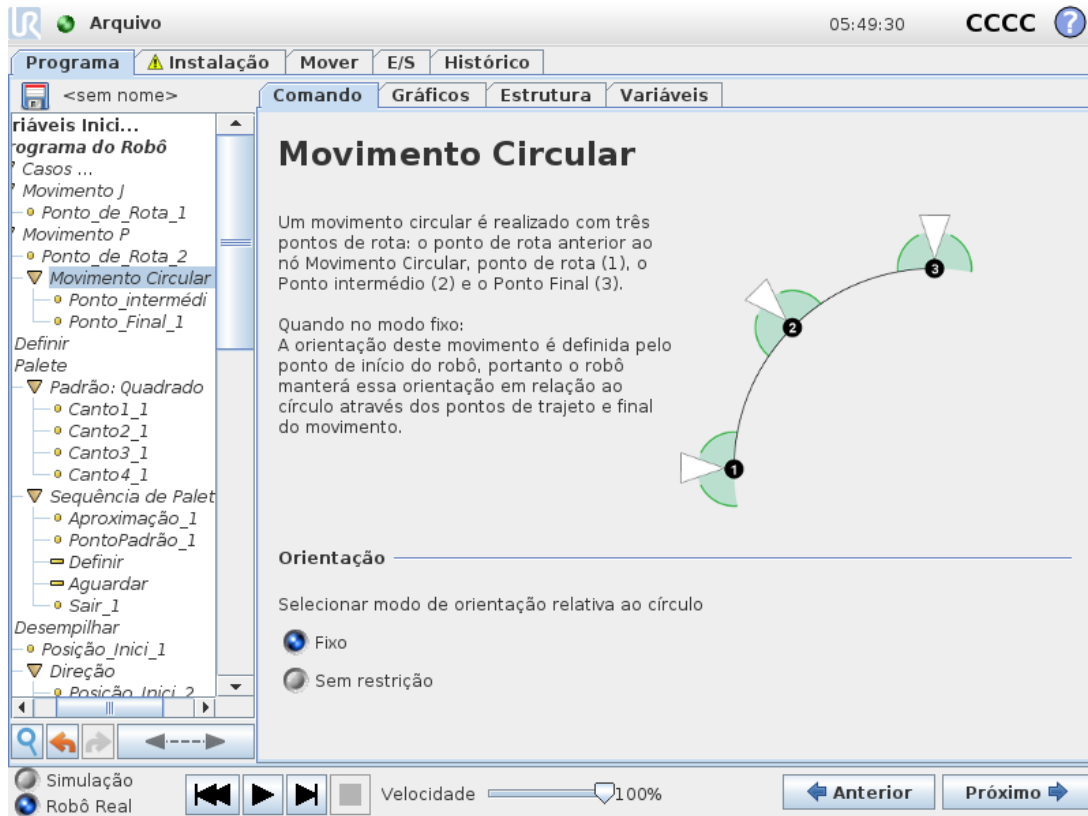 UR Arquivo 05:49:30 CCCC ?
Programa Instalação Mover E/S Histórico
<sem nome> Comando Gráficos Estrutura Variáveis
riáveis Inici...
rograma do Robô
Casos ...
Movimento J
Ponto_de_Rota_1
Movimento P
Ponto_de_Rota_2
Movimento Circular
Ponto_intermédi
Ponto_Final_1
Definir
Palete
Padrão: Quadrado
Canto1_1
Canto2_1
Canto3_1
Canto4_1
Sequência de Palet
Aproximação_1
PontoPadrão_1
Definir
Aguardar
Sair_1
Desempilhar
Posição_Inici_1
Direção
Posição_Inici_2
Movimento Circular
Um movimento circular é realizado com três
pontos de rota: o ponto de rota anterior ao
nó Movimento Circular, ponto de rota (1), o
Ponto intermédio (2) e o Ponto Final (3).
Quando no modo fixo:
A orientação deste movimento é definida pelo
ponto de início do robô, portanto o robô
manterá essa orientação em relação ao
círculo através dos pontos de trajeto e final
do movimento.
3
2
1
Orientação
Selecionar modo de orientação relativa ao círculo
Fixo
Sem restrição
Simulação
Robô Real
Velocidade 100%
Anterior Próximo